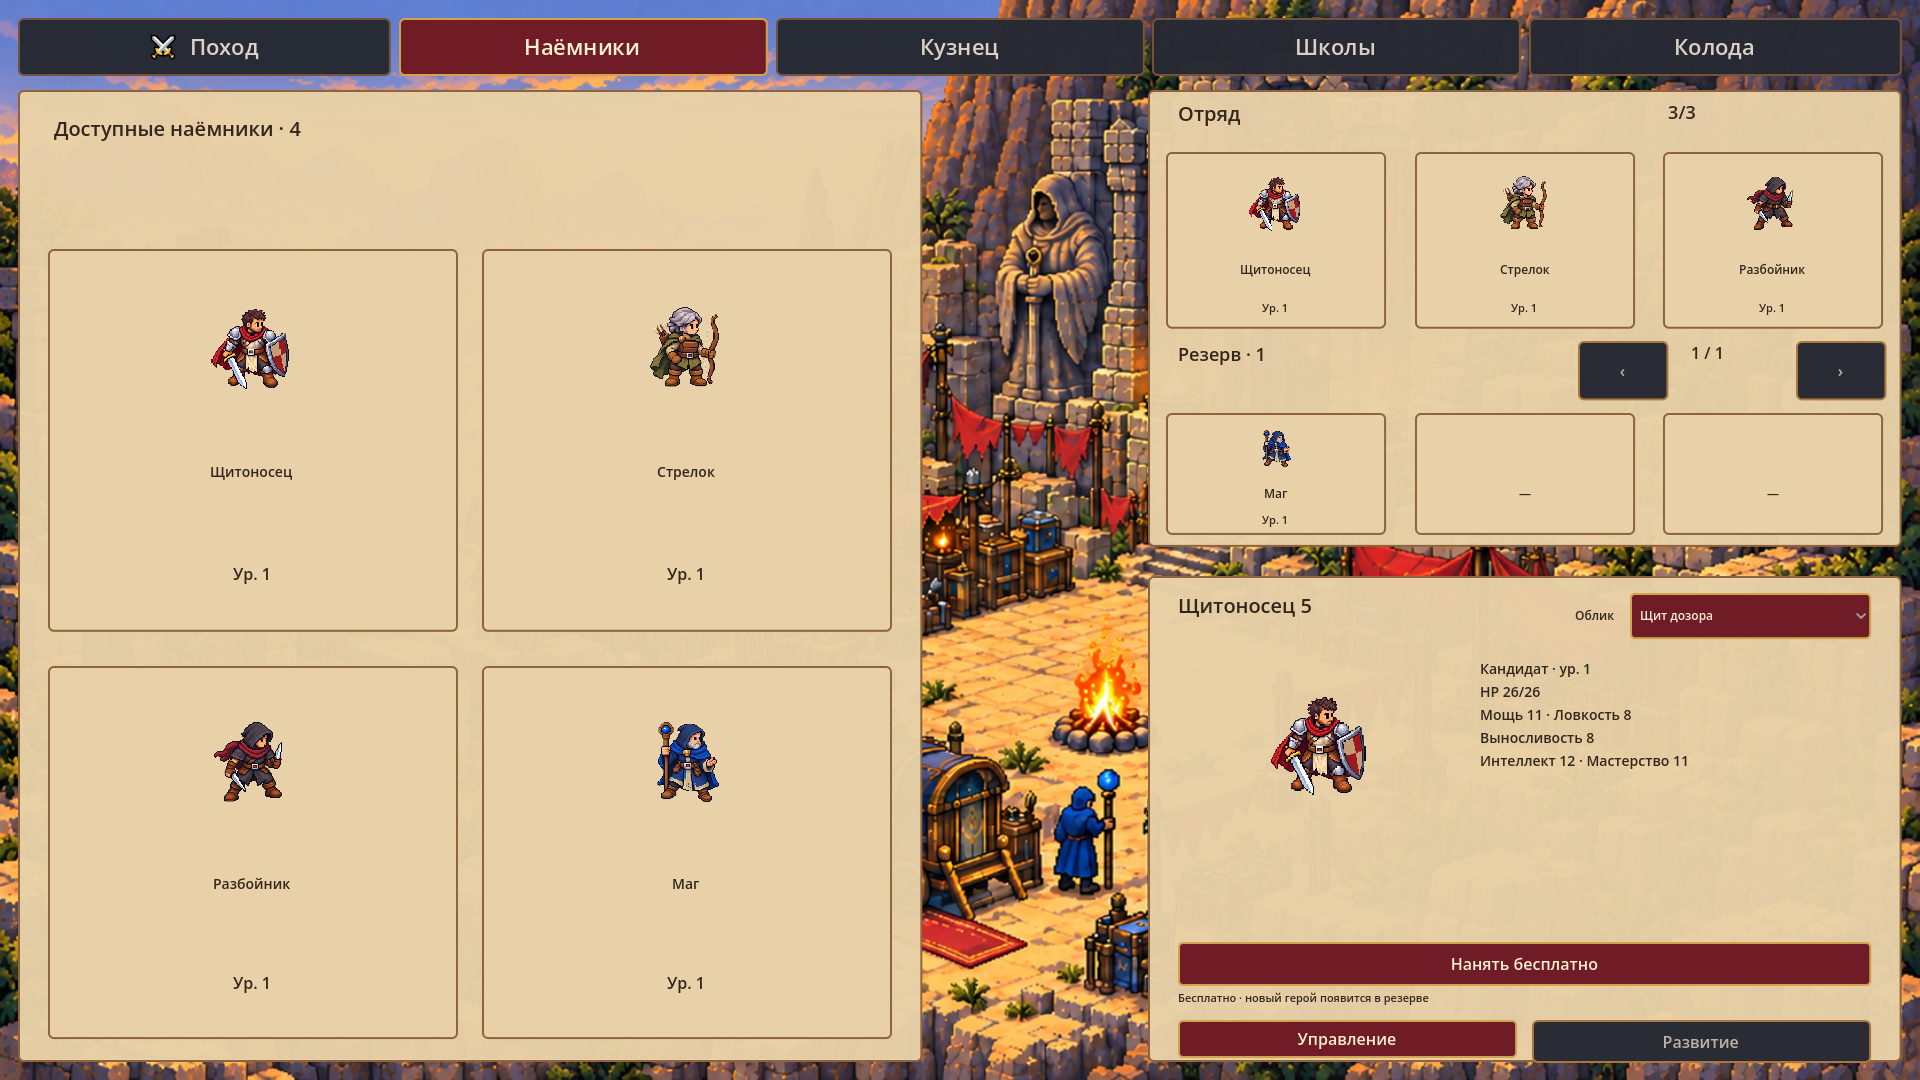 Поход
Наёмники
Кузнец
Школы
Колода
Доступные наёмники · 4
Щитоносец
Ур. 1
Стрелок
Ур. 1
Разбойник
Ур. 1
Маг
Ур. 1
Отряд
3/3
Щитоносец
Ур. 1
Стрелок
Ур. 1
Разбойник
Ур. 1
Резерв · 1
‹
1 / 1
›
Маг
Ур. 1
—
—
Щитоносец 5
Облик
Щит дозора
Кандидат · ур. 1
HP 26/26
Мощь 11 · Ловкость 8
Выносливость 8
Интеллект 12 · Мастерство 11
Нанять бесплатно
Бесплатно · новый герой появится в резерве
Управление
Развитие